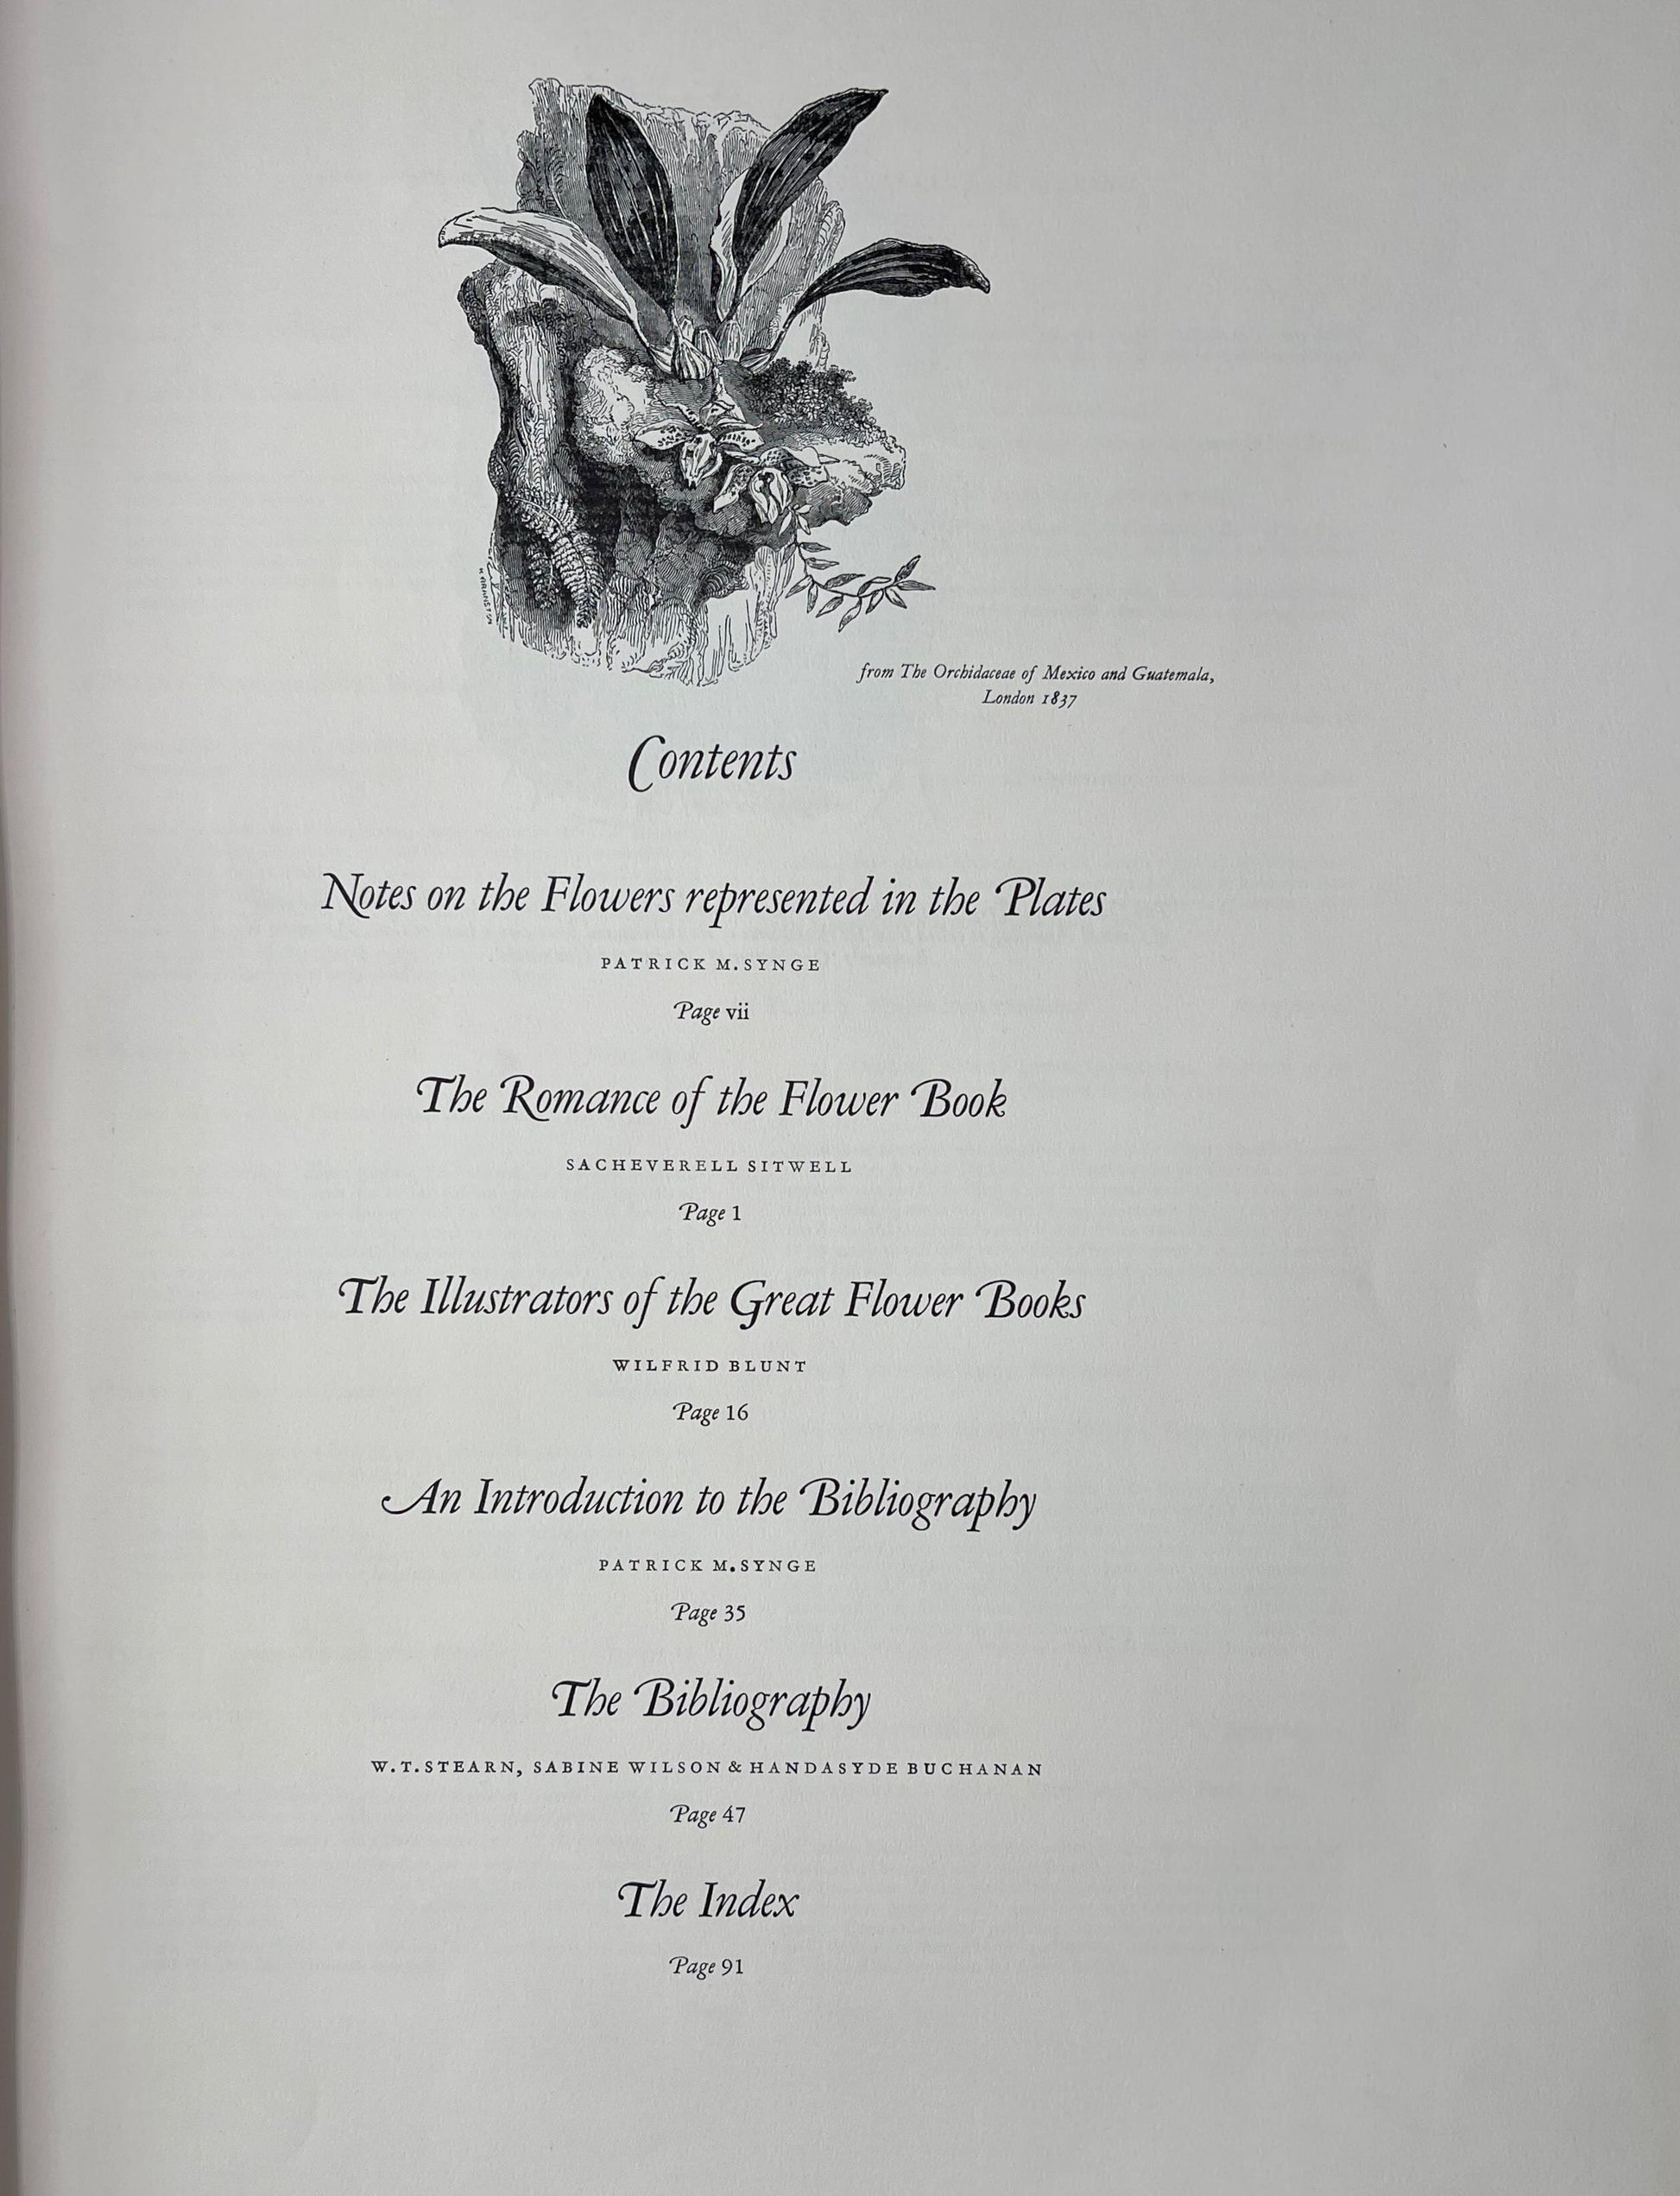 from The Orchidaceae of Mexico and Guatemala,
London 1837
Contents
Notes on the Flowers represented in the Plates
PATRICK M. SYNGE
Page vii
The Romance of the Flower Book
SACHEVERELL SITWELL
Page 1
The Illustrators of the Great Flower Books
WILFRID BLUNT
Page 16
An Introduction to the Bibliography
PATRICK M. SYNGE
Page 35
The Bibliography
W. T. STEARN, SABINE WILSON & HANDASYDE BUCHANAN
Page 47
The Index
Page 91